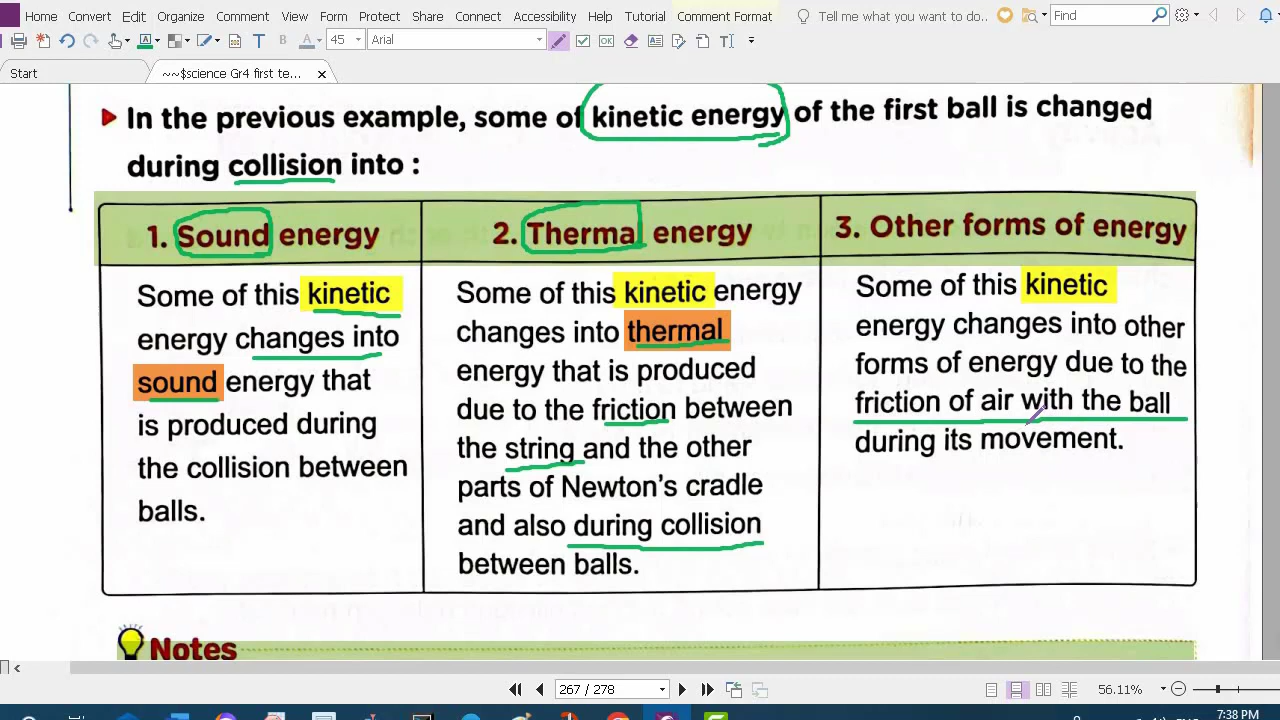 Home Convert Edit Organize Comment View Form Protect Share Connect Accessibility Help Tutorial Comment Format Tell me what you want to do.. Find
45 Arial
Start ~~$science Gr4 first te... ×
In the previous example, some of kinetic energy of the first ball is changed
during collision into :
1. Sound energy
Some of this kinetic
energy changes into
sound energy that
is produced during
the collision between
balls.
2. Thermal energy
Some of this kinetic energy
changes into thermal
energy that is produced
due to the friction between
the string and the other
parts of Newton's cradle
and also during collision
between balls.
3. Other forms of energy
Some of this kinetic
energy changes into other
forms of energy due to the
friction of air with the ball
during its movement.
Notes
267 / 278 56.11%
7:38 PM